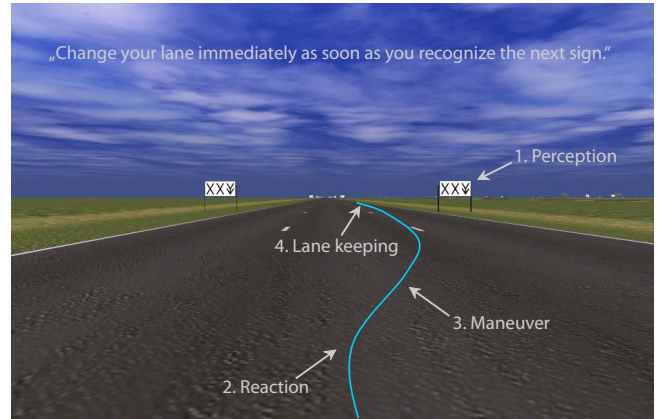 „Change your lane immediately as soon as you recognize the next sign.“
1. Perception
XX
XX
4. Lane keeping
3. Maneuver
2. Reaction